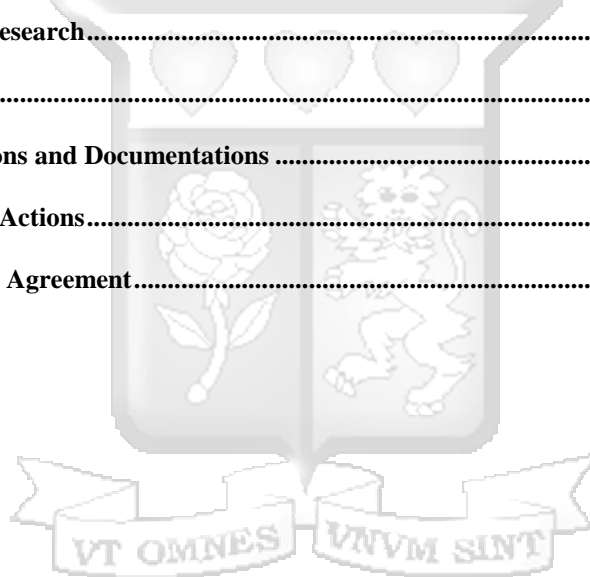 esearch................................................................................
................................................................................................
ons and Documentations .....................................................
Actions................................................................................
Agreement.........................................................................
VT OMNES VNVM SINT